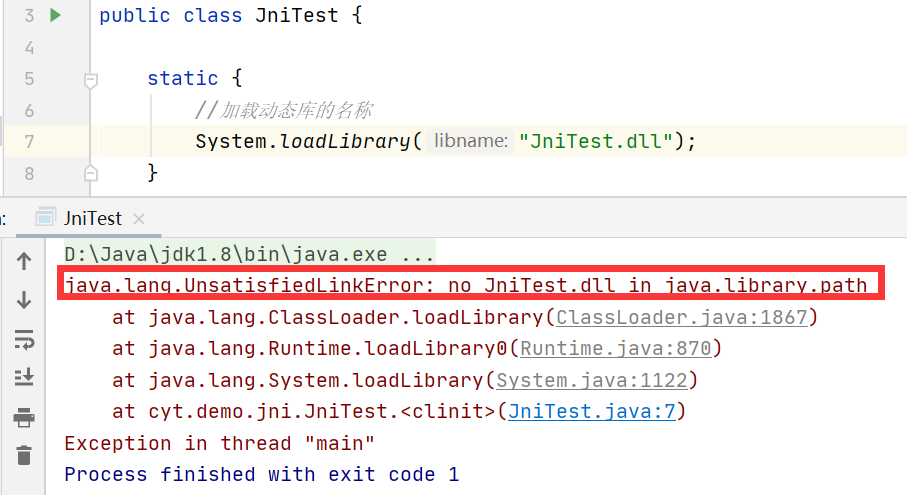 3 public class JniTest {
4
5 static {
6 //加载动态库的名称
7 System.loadLibrary( libname: "JniTest.dll");
8 }
: JniTest ×
D:\Java\jdk1.8\bin\java.exe ...
java.lang.UnsatisfiedLinkError: no JniTest.dll in java.library.path
at java.lang.ClassLoader.loadLibrary(ClassLoader.java:1867)
at java.lang.Runtime.loadLibrary0(Runtime.java:870)
at java.lang.System.loadLibrary(System.java:1122)
at cyt.demo.jni.JniTest.<clinit>(JniTest.java:7)
Exception in thread "main"
Process finished with exit code 1